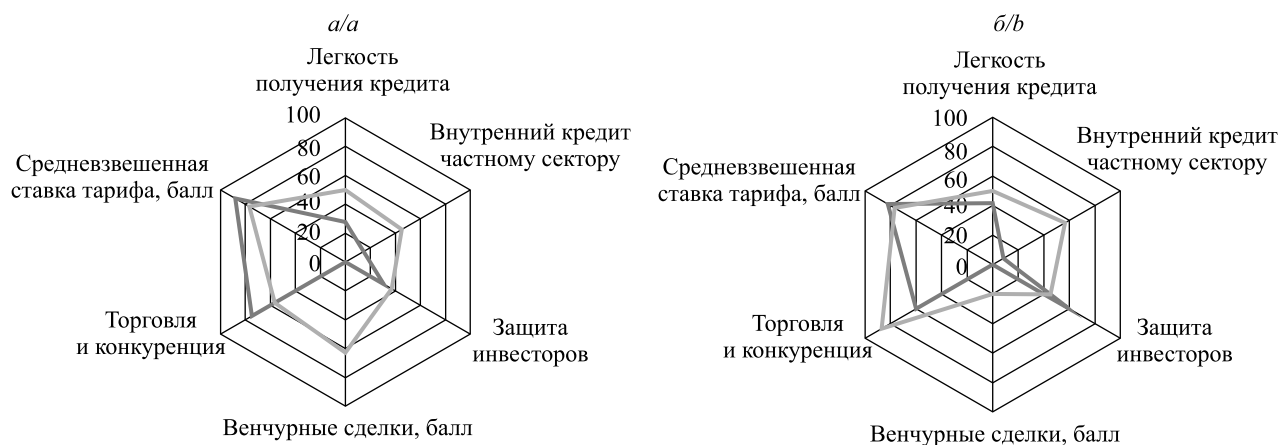 а/a
Легкость
получения кредита
100
80
60
40
20
0
Внутренний кредит
частному сектору
Средневзвешенная
ставка тарифа, балл
Торговля
и конкуренция
Защита
инвесторов
Венчурные сделки, балл
б/b
Легкость
получения кредита
100
80
60
40
20
0
Внутренний кредит
частному сектору
Средневзвешенная
ставка тарифа, балл
Торговля
и конкуренция
Защита
инвесторов
Венчурные сделки, балл